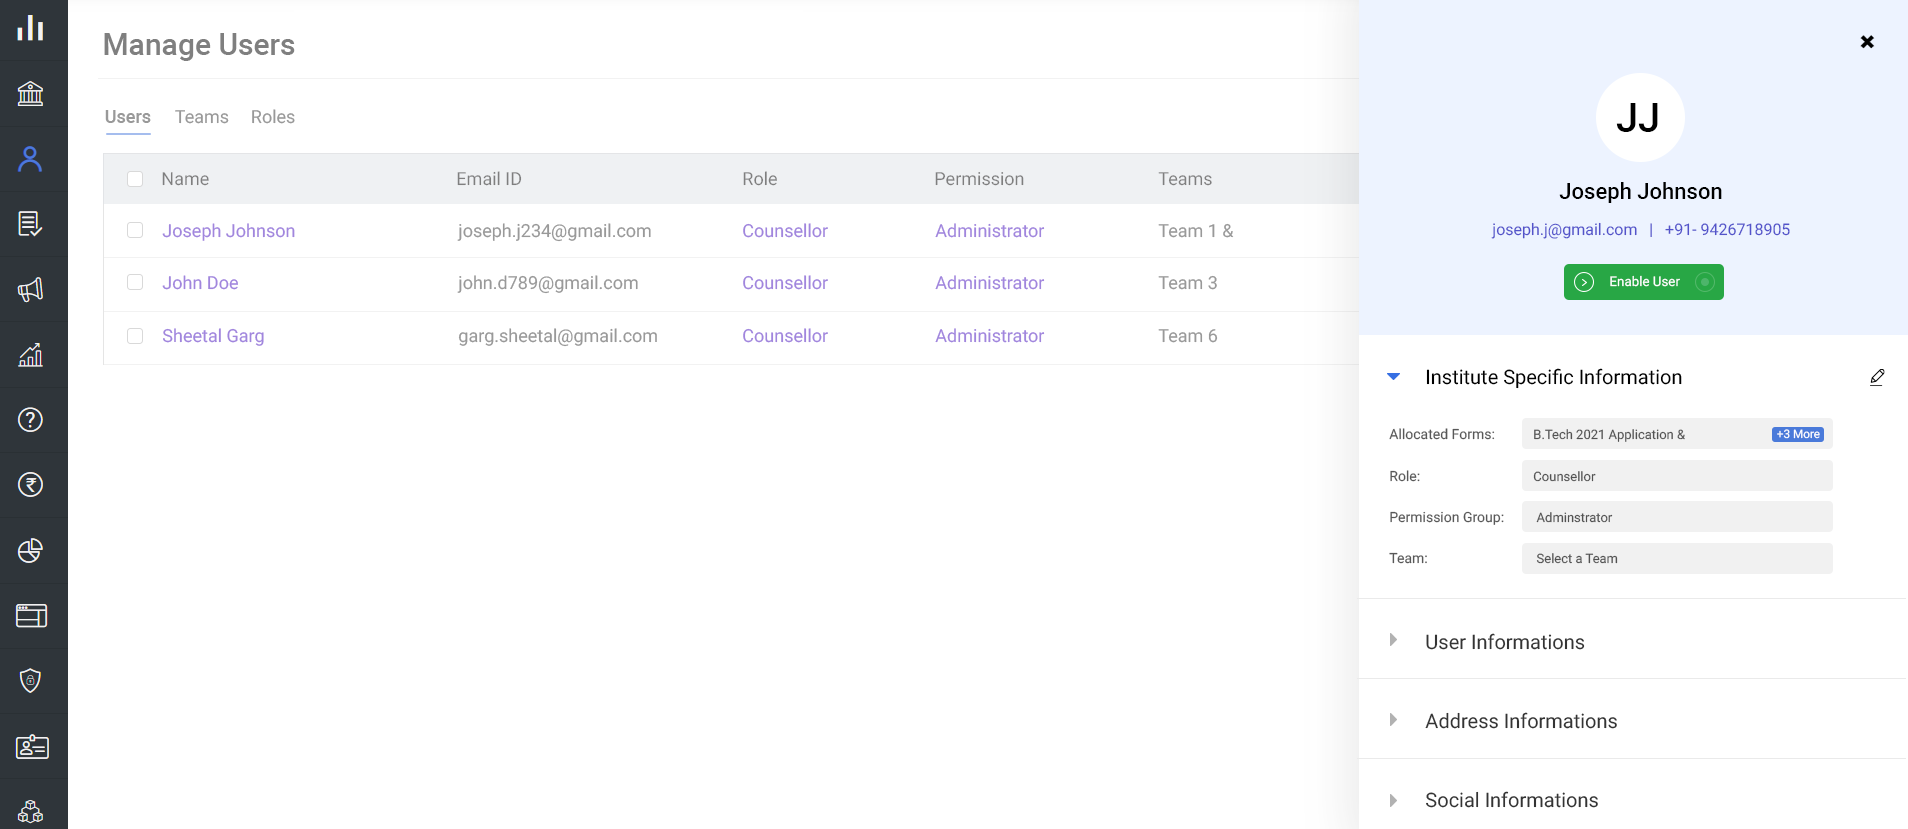 Manage Users
Users Teams Roles
Name Email ID Role Permission Teams
Joseph Johnson joseph.j234@gmail.com Counsellor Administrator Team 1 &
John Doe john.d789@gmail.com Counsellor Administrator Team 3
Sheetal Garg garg.sheetal@gmail.com Counsellor Administrator Team 6
JJ
Joseph Johnson
joseph.j@gmail.com | +91- 9426718905
Enable User
Institute Specific Information
Allocated Forms: B.Tech 2021 Application & +3 More
Role: Counsellor
Permission Group: Adminstrator
Team: Select a Team
User Informations
Address Informations
Social Informations